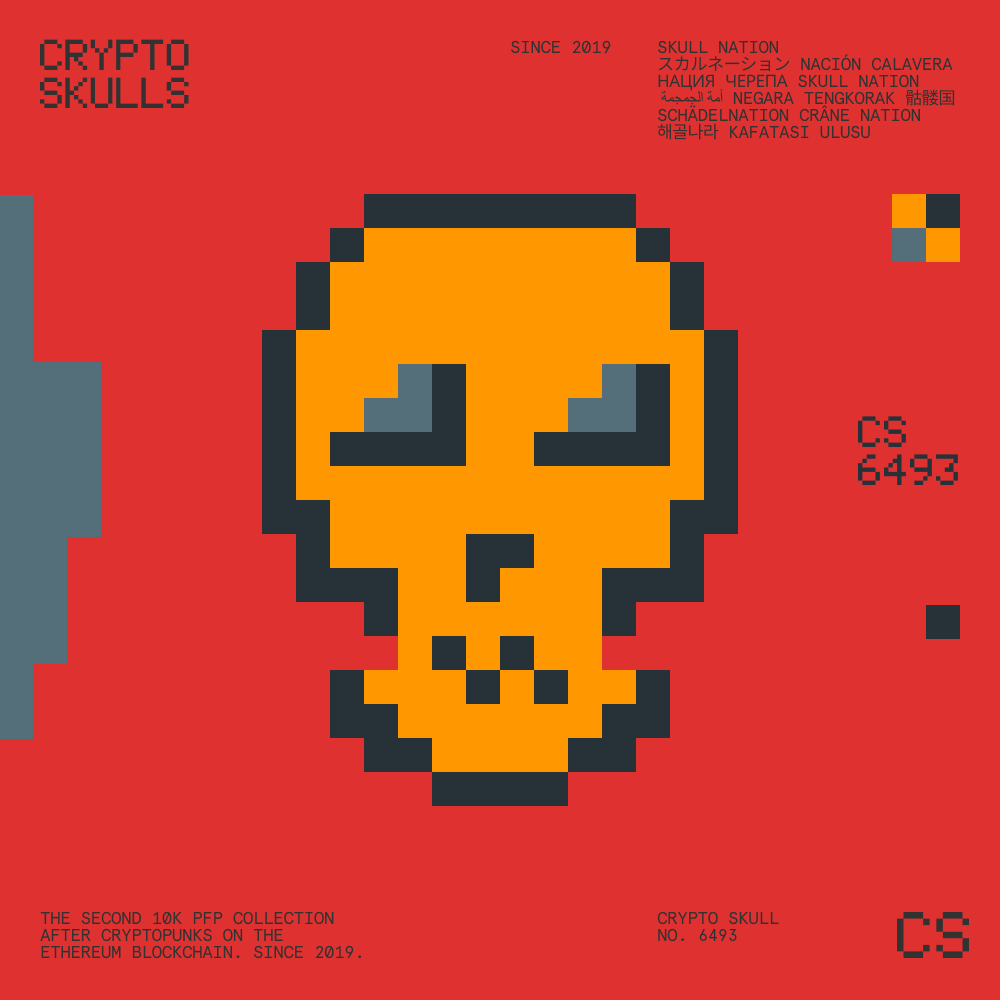 CRYPTO
SKULLS
SINCE 2019
SKULL NATION
スカルネーション NACIÓN CALAVERA
НАЦИЯ ЧЕРЕПА SKULL NATION
أمة الجمجمة NEGARA TENGKORAK 骷髅国
SCHÄDELNATION CRÂNE NATION
해골나라 KAFATASI ULUSU
CS
6493
THE SECOND 10K PFP COLLECTION
AFTER CRYPTOPUNKS ON THE
ETHEREUM BLOCKCHAIN. SINCE 2019.
CRYPTO SKULL
NO. 6493
CS